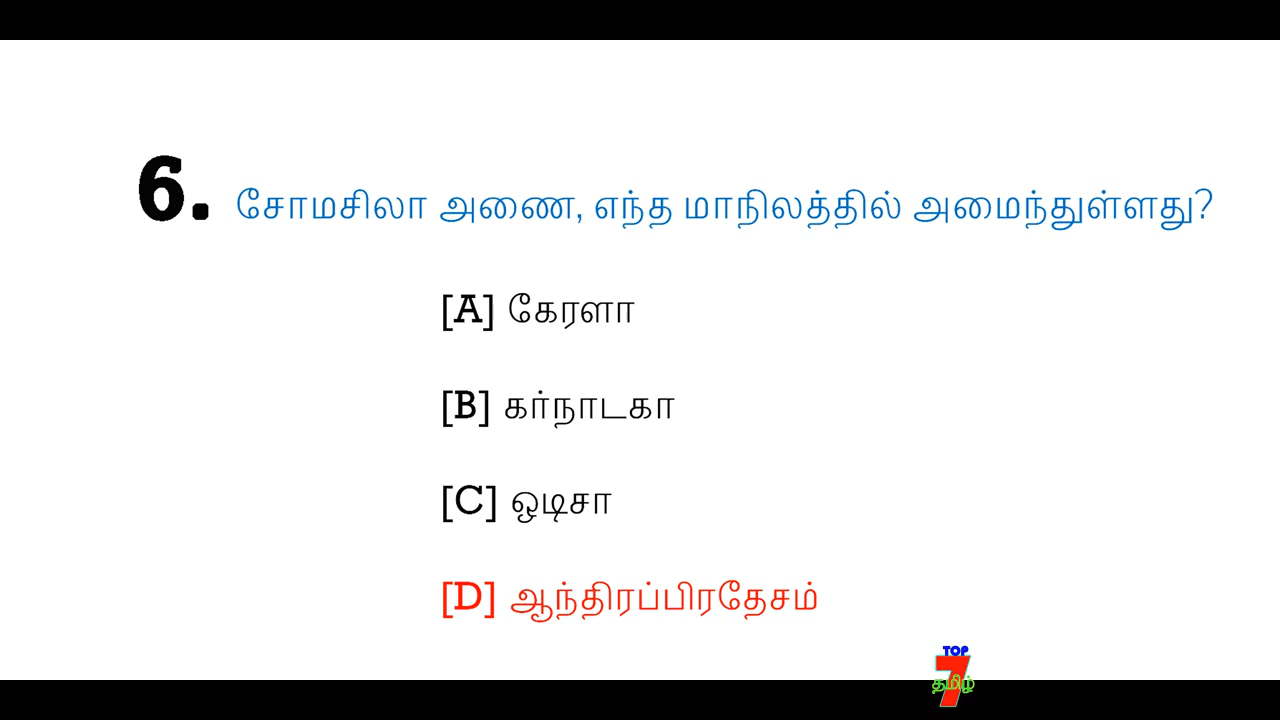 6. சோமசிலா அணை, எந்த மாநிலத்தில் அமைந்துள்ளது?
[A] கேரளா
[B] கர்நாடகா
[C] ஒடிசா
[D] ஆந்திரப்பிரதேசம்
TOP
7
தமிழ்